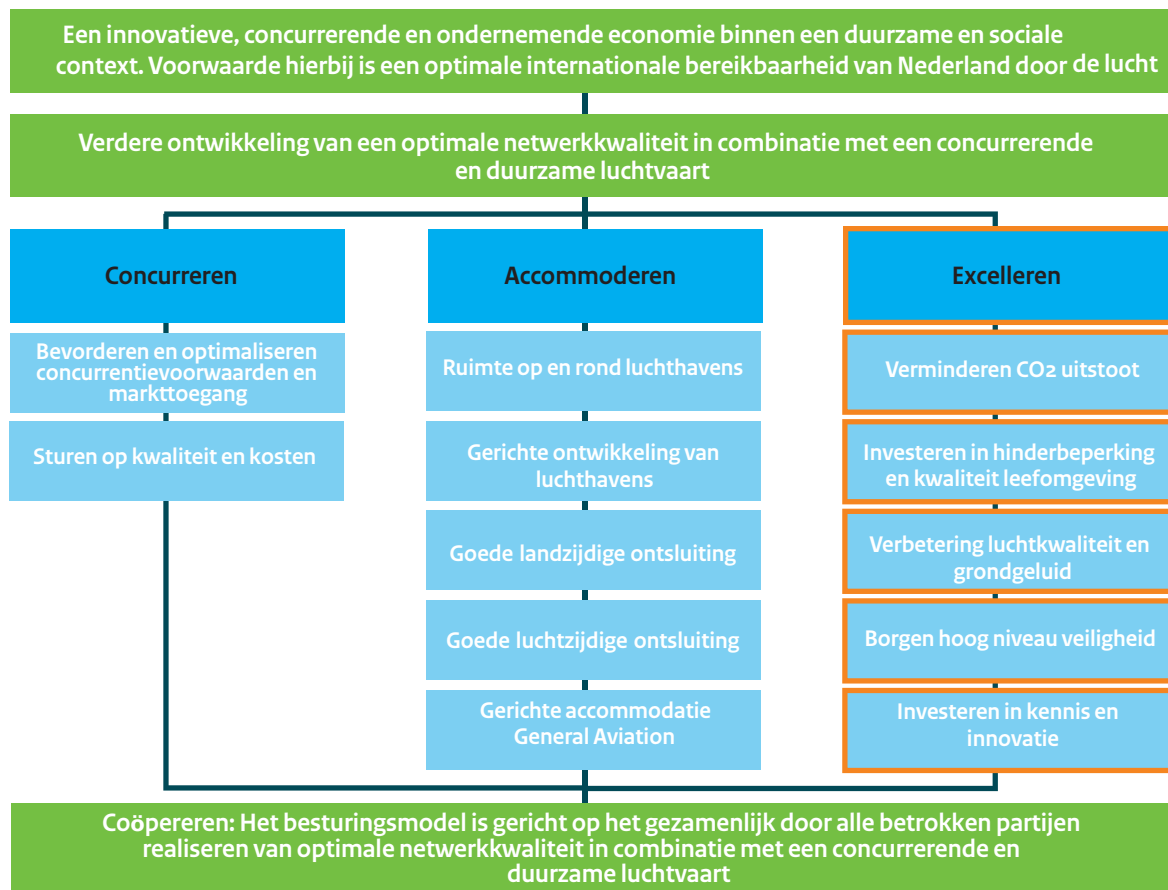 Een innovatieve, concurrerende en ondernemende economie binnen een duurzame en sociale
context. Voorwaarde hierbij is een optimale internationale bereikbaarheid van Nederland door de lucht
Verdere ontwikkeling van een optimale netwerkkwaliteit in combinatie met een concurrerende
en duurzame luchtvaart
Concurreren
Bevorderen en optimaliseren
concurrentievoorwaarden en
markttoegang
Sturen op kwaliteit en kosten
Accommoderen
Ruimte op en rond luchthavens
Gerichte ontwikkeling van
luchthavens
Goede landzijdige ontsluiting
Goede luchtzijdige ontsluiting
Gerichte accommodatie
General Aviation
Excelleren
Verminderen CO2 uitstoot
Investeren in hinderbeperking
en kwaliteit leefomgeving
Verbetering luchtkwaliteit en
grondgeluid
Borgen hoog niveau veiligheid
Investeren in kennis en
innovatie
Coöpereren: Het besturingsmodel is gericht op het gezamenlijk door alle betrokken partijen
realiseren van optimale netwerkkwaliteit in combinatie met een concurrerende en
duurzame luchtvaart